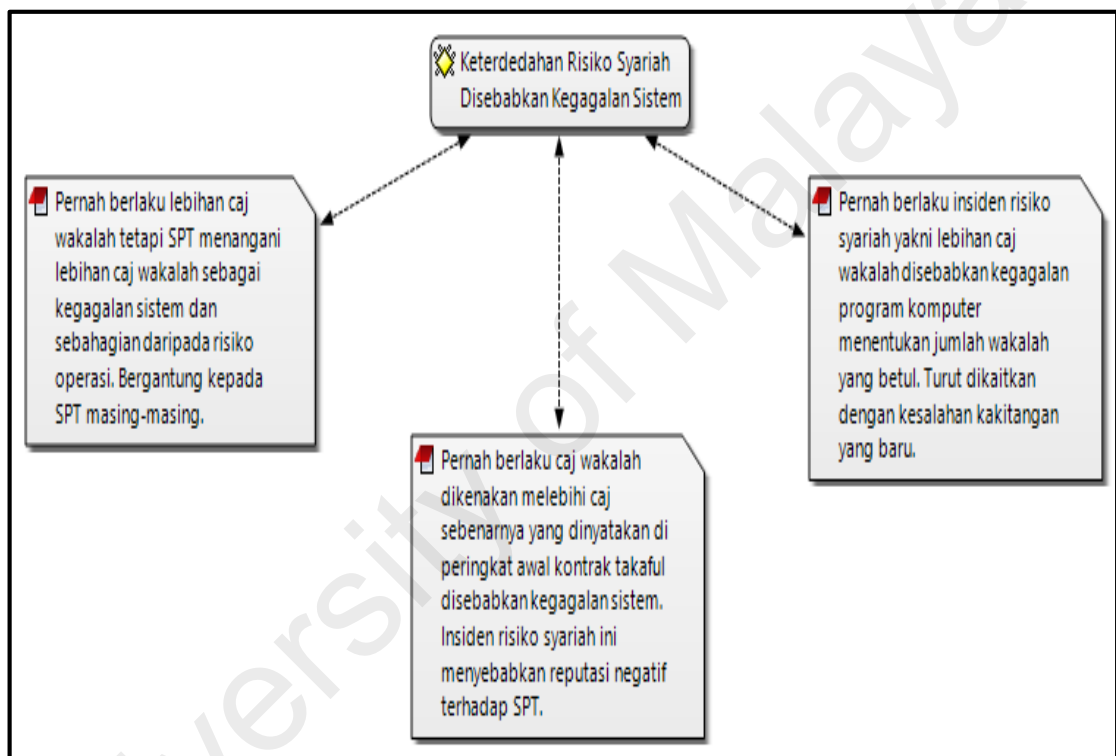 Keterdedahan Risiko Syariah
Disebabkan Kegagalan Sistem
Pernah berlaku lebihan caj
wakalah tetapi SPT menangani
lebihan caj wakalah sebagai
kegagalan sistem dan
sebahagian daripada risiko
operasi. Bergantung kepada
SPT masing-masing.
Pernah berlaku caj wakalah
dikenakan melebihi caj
sebenarnya yang dinyatakan di
peringkat awal kontrak takaful
disebabkan kegagalan sistem.
Insiden risiko syariah ini
menyebabkan reputasi negatif
terhadap SPT.
Pernah berlaku insiden risiko
syariah yakni lebihan caj
wakalah disebabkan kegagalan
program komputer
menentukan jumlah wakalah
yang betul. Turut dikaitkan
dengan kesalahan kakitangan
yang baru.
versity of Malaya